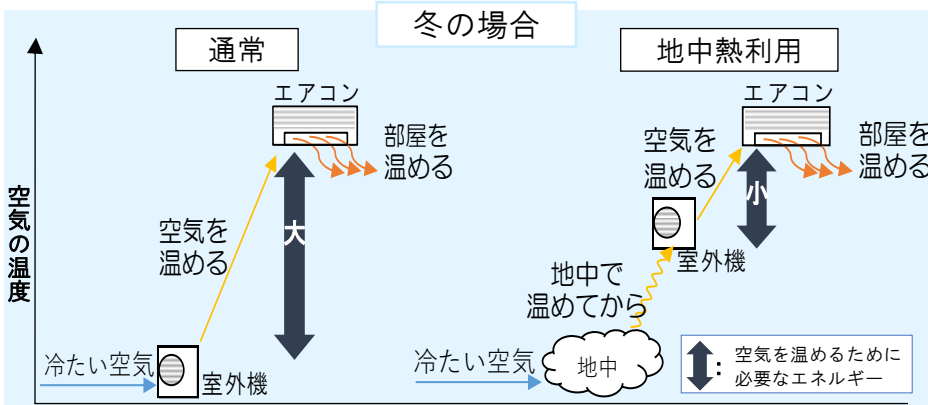 冬の場合
通常
エアコン
部屋を
温める
空気を
温める
大
冷たい空気
室外機
空気の温度
地中熱利用
エアコン
部屋を
温める
空気を
温める
小
室外機
地中で
温めてから
冷たい空気
地中
：空気を温めるために
必要なエネルギー